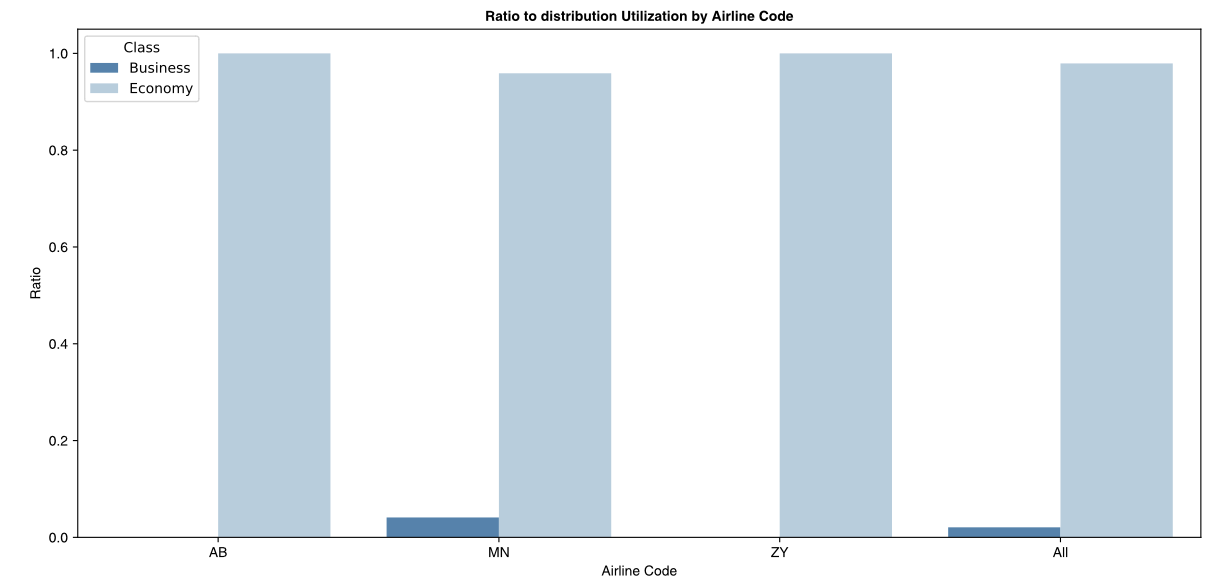 Ratio to distribution Utilization by Airline Code
Class
Business
Economy
1.0
0.8
0.6
0.4
0.2
0.0
Ratio
AB MN ZY All
Airline Code